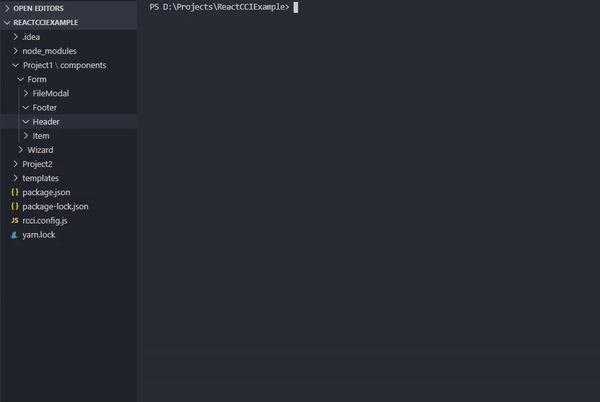 OPEN EDITORS
REACTCCIEXAMPLE
.idea
node_modules
Project1 \ components
Form
FileModal
Footer
Header
Item
Wizard
Project2
templates
{ } package.json
{ } package-lock.json
JS rcci.config.js
yarn.lock
PS D:\Projects\ReactCCIExample>